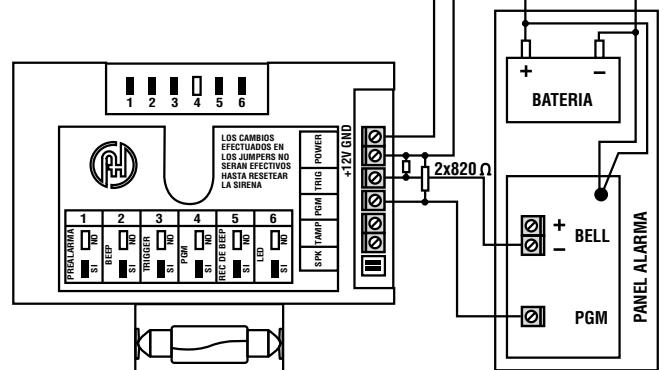 1 2 3 4 5 6
LOS CAMBIOS
EFECTUADOS EN
LOS JUMPERS NO
SERAN EFECTIVOS
HASTA RESETEAR
LA SIRENA
POWER
TRIG
PGM
TAMP
SPK
+12V GND
2x820 Ω
1 2 3 4 5 6
PREALARMA NO SI
BEEP NO SI
TRIGGER NO SI
PGM NO SI
REC DE BEEP NO SI
LED NO SI
+ −
BATERIA
+
−
BELL
PGM
PANEL ALARMA